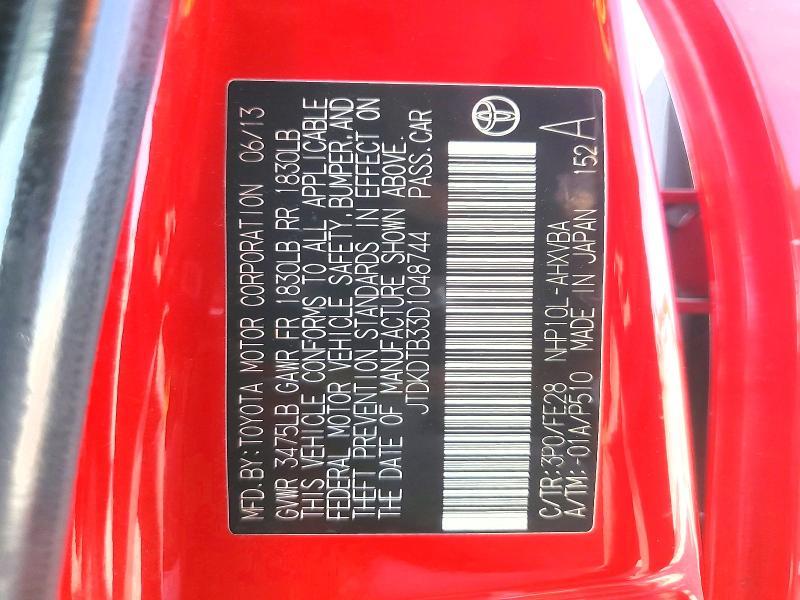 MFD.BY:TOYOTA MOTOR CORPORATION 06/13
GVWR 3475LB GAWR FR 1830LB RR 1830LB
THIS VEHICLE CONFORMS TO ALL APPLICABLE
FEDERAL MOTOR VEHICLE SAFETY,BUMPER,AND
THEFT PREVENTION STANDARDS IN EFFECT ON
THE DATE OF MANUFACTURE SHOWN ABOVE.
JTDKDTB33D1048744 PASS.CAR
C/TR:3P0/FE28 NHP10L-AHXVBA
A/TM:-01A/P510 MADE IN JAPAN 152 A